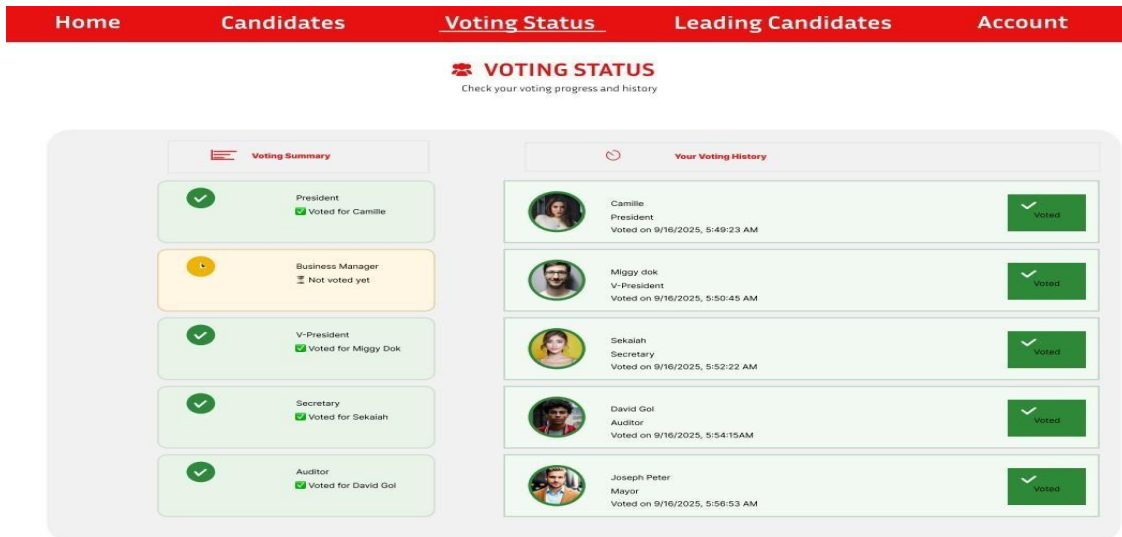 Home Candidates Voting Status Leading Candidates Account
VOTING STATUS
Check your voting progress and history
Voting Summary
President
✅ Voted for Camille
Business Manager
⏳ Not voted yet
V-President
✅ Voted for Miggy Dok
Secretary
✅ Voted for Sekaiah
Auditor
✅ Voted for David Gol
Your Voting History
Camille
President
Voted on 9/16/2025, 5:49:23 AM
Voted
Miggy dok
V-President
Voted on 9/16/2025, 5:50:45 AM
Voted
Sekaiah
Secretary
Voted on 9/16/2025, 5:52:22 AM
Voted
David Gol
Auditor
Voted on 9/16/2025, 5:54:15AM
Voted
Joseph Peter
Mayor
Voted on 9/16/2025, 5:56:53 AM
Voted